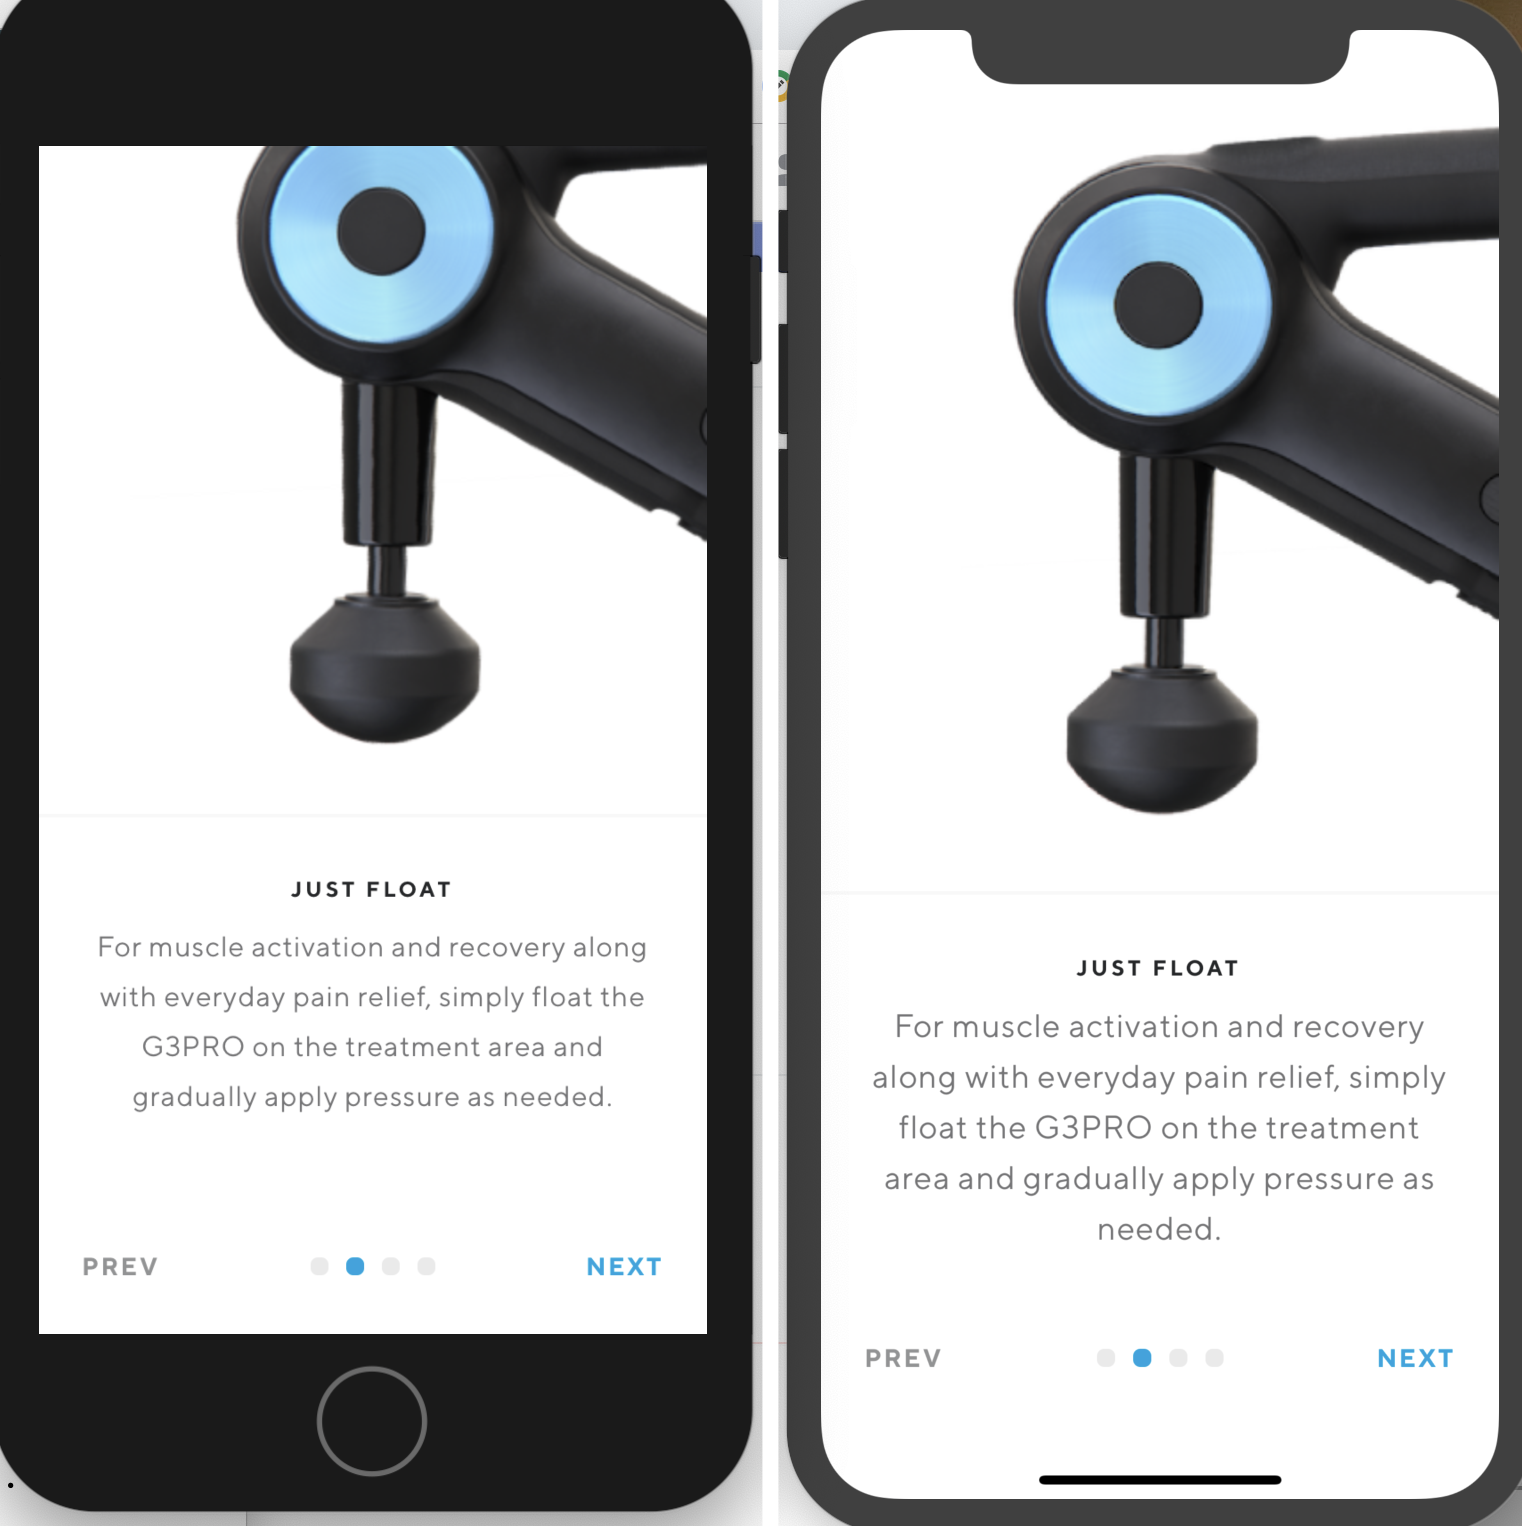 JUST FLOAT
For muscle activation and recovery along
with everyday pain relief, simply float the
G3PRO on the treatment area and
gradually apply pressure as needed.
PREV
NEXT
JUST FLOAT
For muscle activation and recovery
along with everyday pain relief, simply
float the G3PRO on the treatment
area and gradually apply pressure as
needed.
PREV
NEXT